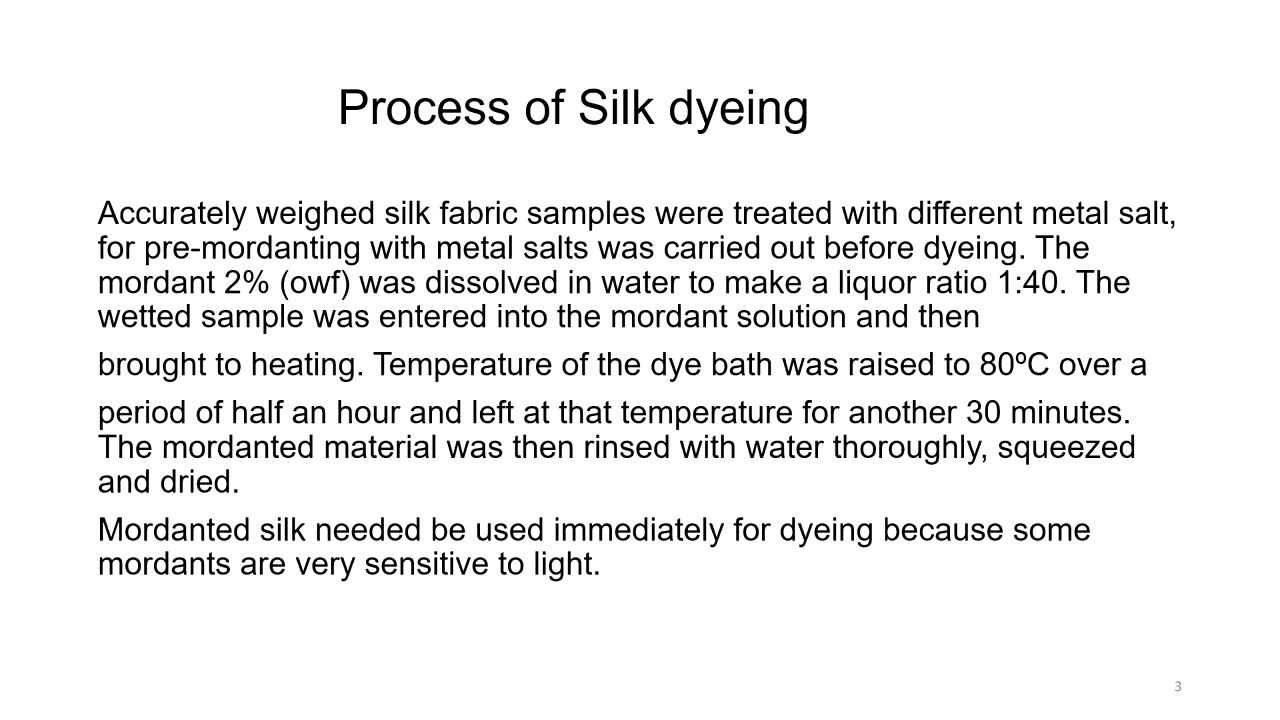 Process of Silk dyeing
Accurately weighed silk fabric samples were treated with different metal salt,
for pre-mordanting with metal salts was carried out before dyeing. The
mordant 2% (owf) was dissolved in water to make a liquor ratio 1:40. The
wetted sample was entered into the mordant solution and then
brought to heating. Temperature of the dye bath was raised to 80ºC over a
period of half an hour and left at that temperature for another 30 minutes.
The mordanted material was then rinsed with water thoroughly, squeezed
and dried.
Mordanted silk needed be used immediately for dyeing because some
mordants are very sensitive to light.
3